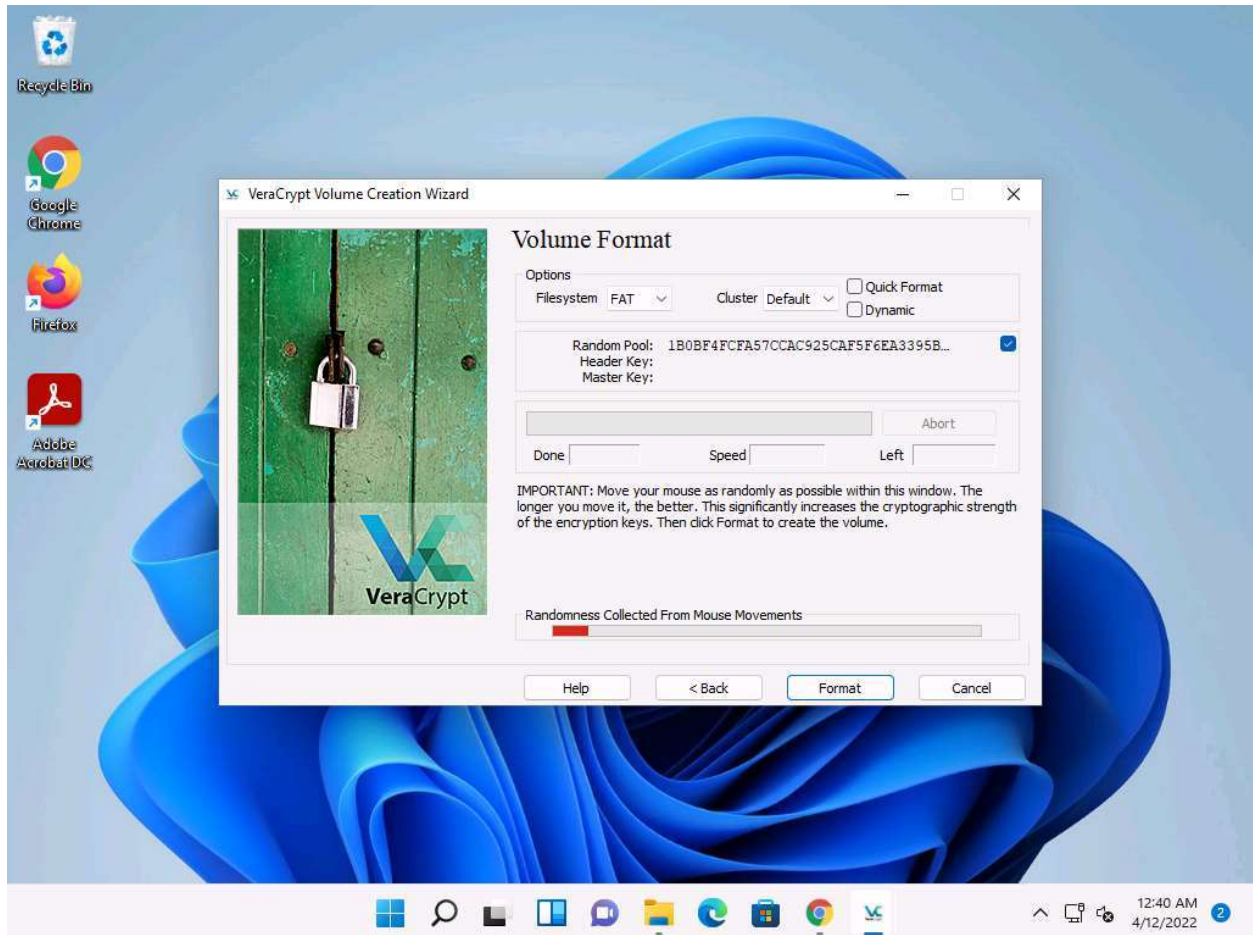 Recycle Bin
Google
Chrome
Firefox
Adobe
Acrobat DC
VeraCrypt Volume Creation Wizard
Volume Format
Options
Filesystem FAT Cluster Default Quick Format
Dynamic
Random Pool: 1B0BF4FCFA57CCAC925CAF5F6EA3395B...
Header Key:
Master Key:
Abort
Done Speed Left
IMPORTANT: Move your mouse as randomly as possible within this window. The
longer you move it, the better. This significantly increases the cryptographic strength
of the encryption keys. Then click Format to create the volume.
VeraCrypt
Randomness Collected From Mouse Movements
Help < Back Format Cancel
12:40 AM
4/12/2022 2